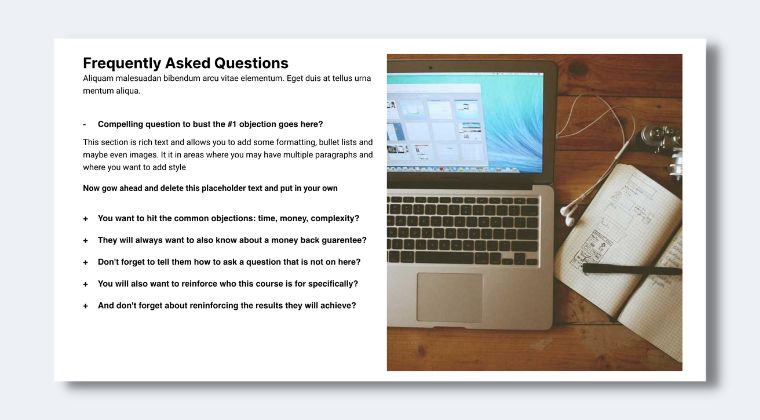 Frequently Asked Questions
Aliquam malesuadan bibendum arcu vitae elementum. Eget duis at tellus urna
mentum aliqua.
- Compelling question to bust the #1 objection goes here?
This section is rich text and allows you to add some formatting, bullet lists and
maybe even images. It it in areas where you may have multiple paragraphs and
where you want to add style
Now gow ahead and delete this placeholder text and put in your own
+ You want to hit the common objections: time, money, complexity?
+ They will always want to also know about a money back guarentee?
+ Don't forget to tell them how to ask a question that is not on here?
+ You will also want to reinforce who this course is for specifically?
+ And don't forget about reninforcing the results they will achieve?